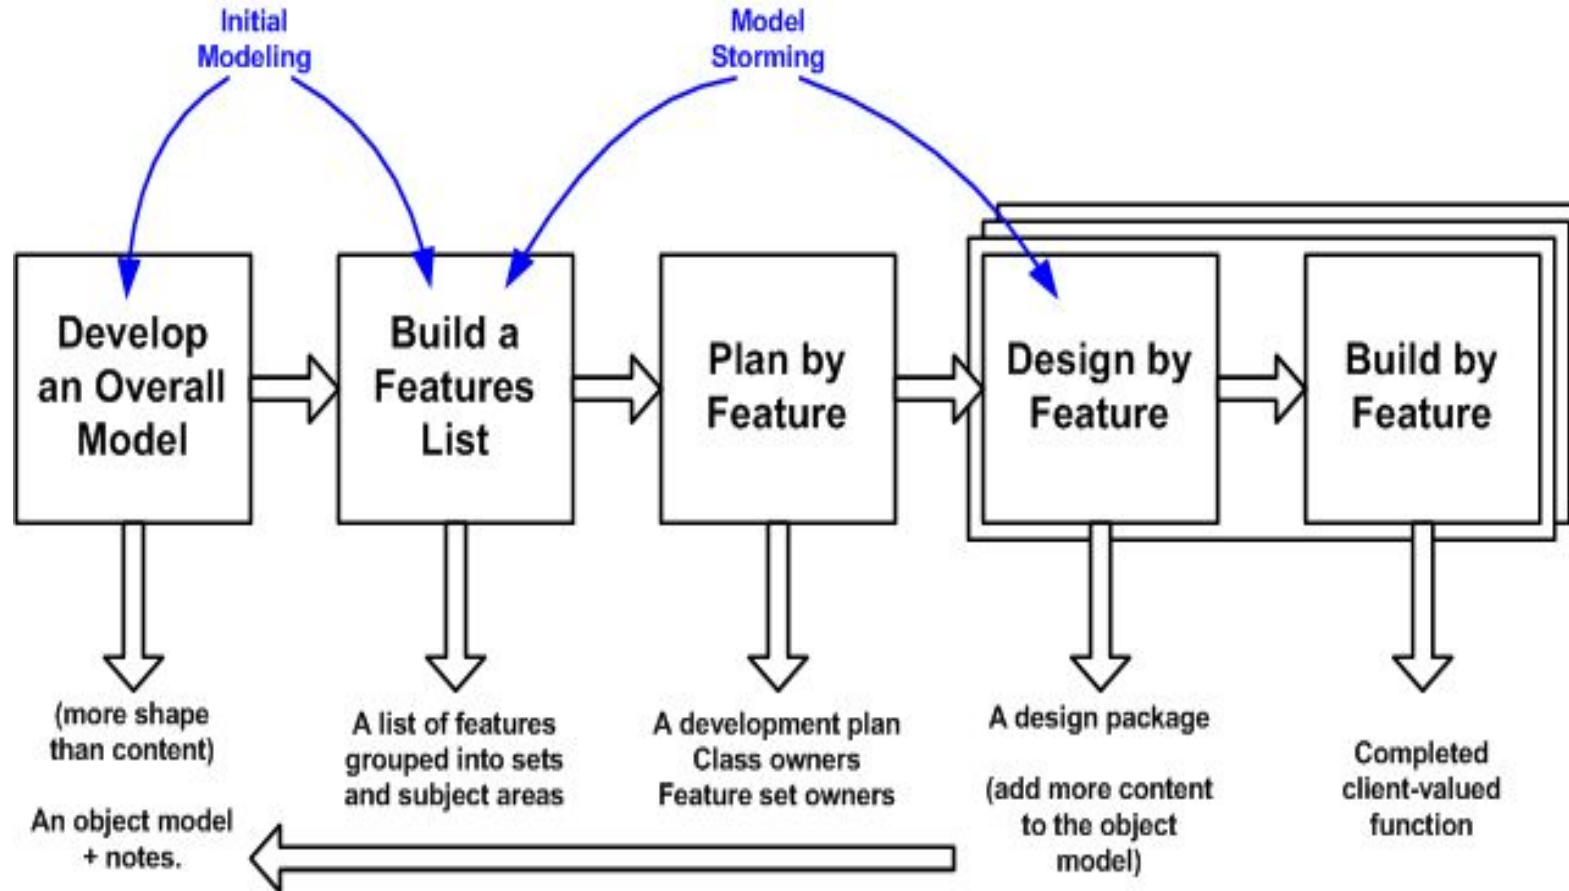 Initial
Modeling
Model
Storming
Develop
an Overall
Model
Build a
Features
List
Plan by
Feature
Design by
Feature
Build by
Feature
(more shape
than content)
An object model
+ notes.
A list of features
grouped into sets
and subject areas
A development plan
Class owners
Feature set owners
A design package
(add more content
to the object
model)
Completed
client-valued
function